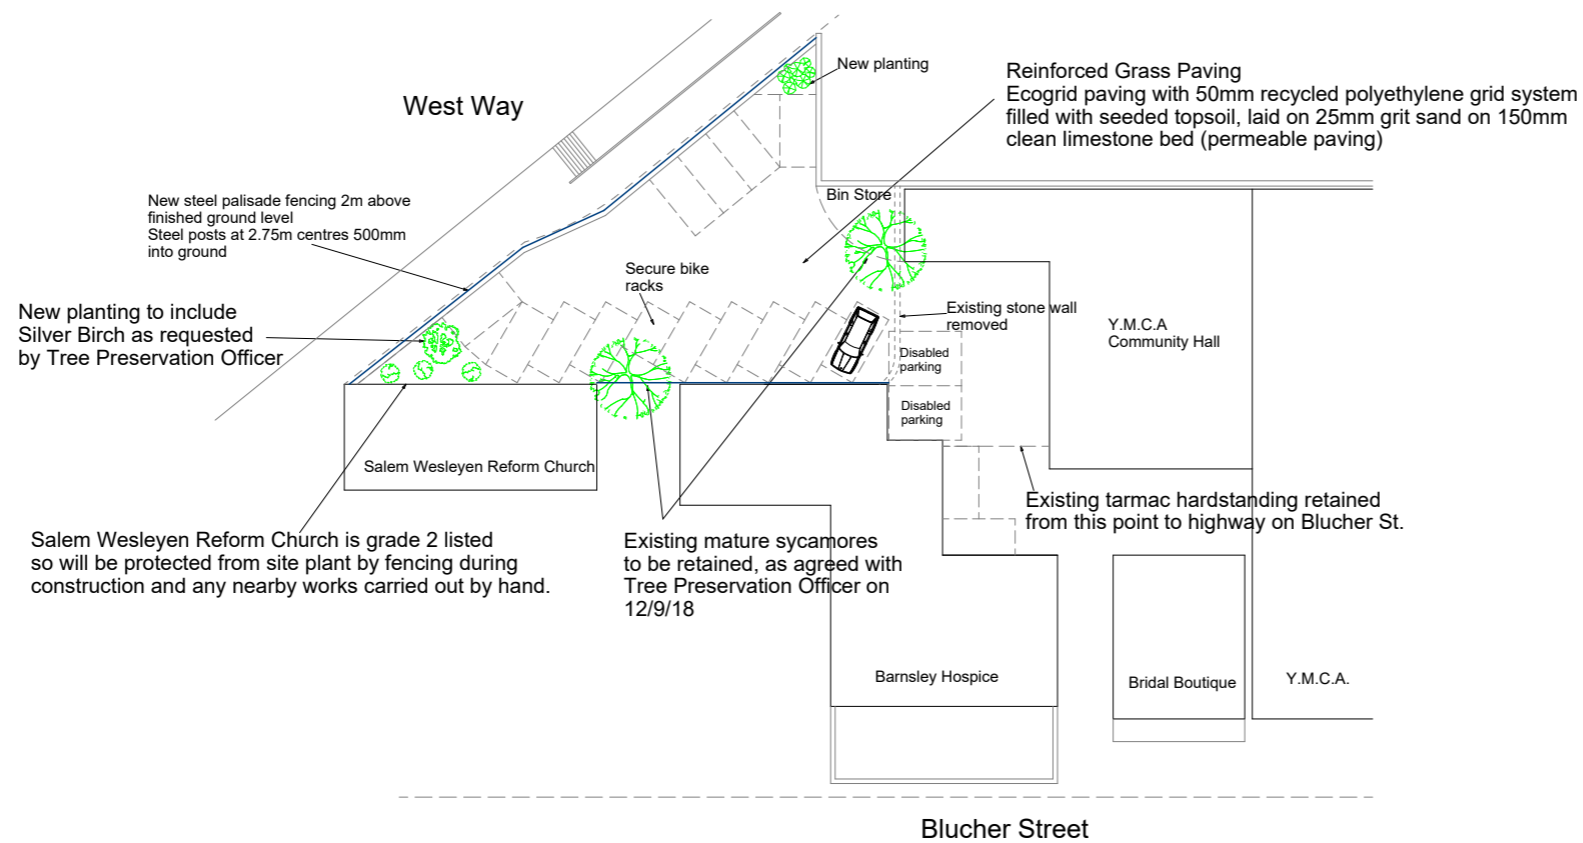 West Way
New planting
Reinforced Grass Paving
Ecogrid paving with 50mm recycled polyethylene grid system
filled with seeded topsoil, laid on 25mm grit sand on 150mm
clean limestone bed (permeable paving)
New steel palisade fencing 2m above
finished ground level
Steel posts at 2.75m centres 500mm
into ground
Bin Store
Secure bike
racks
New planting to include
Silver Birch as requested
by Tree Preservation Officer
Existing stone wall
removed
Y.M.C.A
Community Hall
Disabled
parking
Disabled
parking
Salem Wesleyen Reform Church
Existing tarmac hardstanding retained
from this point to highway on Blucher St.
Salem Wesleyen Reform Church is grade 2 listed
so will be protected from site plant by fencing during
construction and any nearby works carried out by hand.
Existing mature sycamores
to be retained, as agreed with
Tree Preservation Officer on
12/9/18
Barnsley Hospice
Bridal Boutique
Y.M.C.A.
Blucher Street